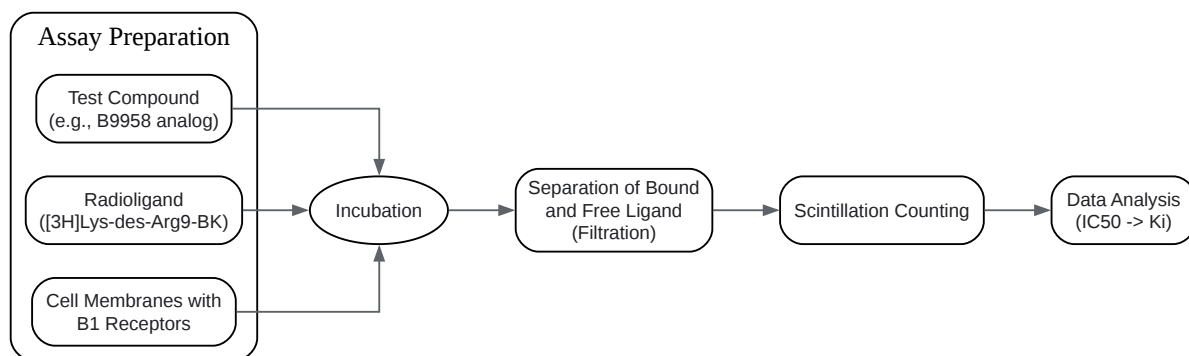 Assay Preparation
Test Compound
(e.g., B9958 analog)
Radioligand
([3H]Lys-des-Arg9-BK)
Cell Membranes with
B1 Receptors
Incubation
Separation of Bound
and Free Ligand
(Filtration)
Scintillation Counting
Data Analysis
(IC50 -> Ki)